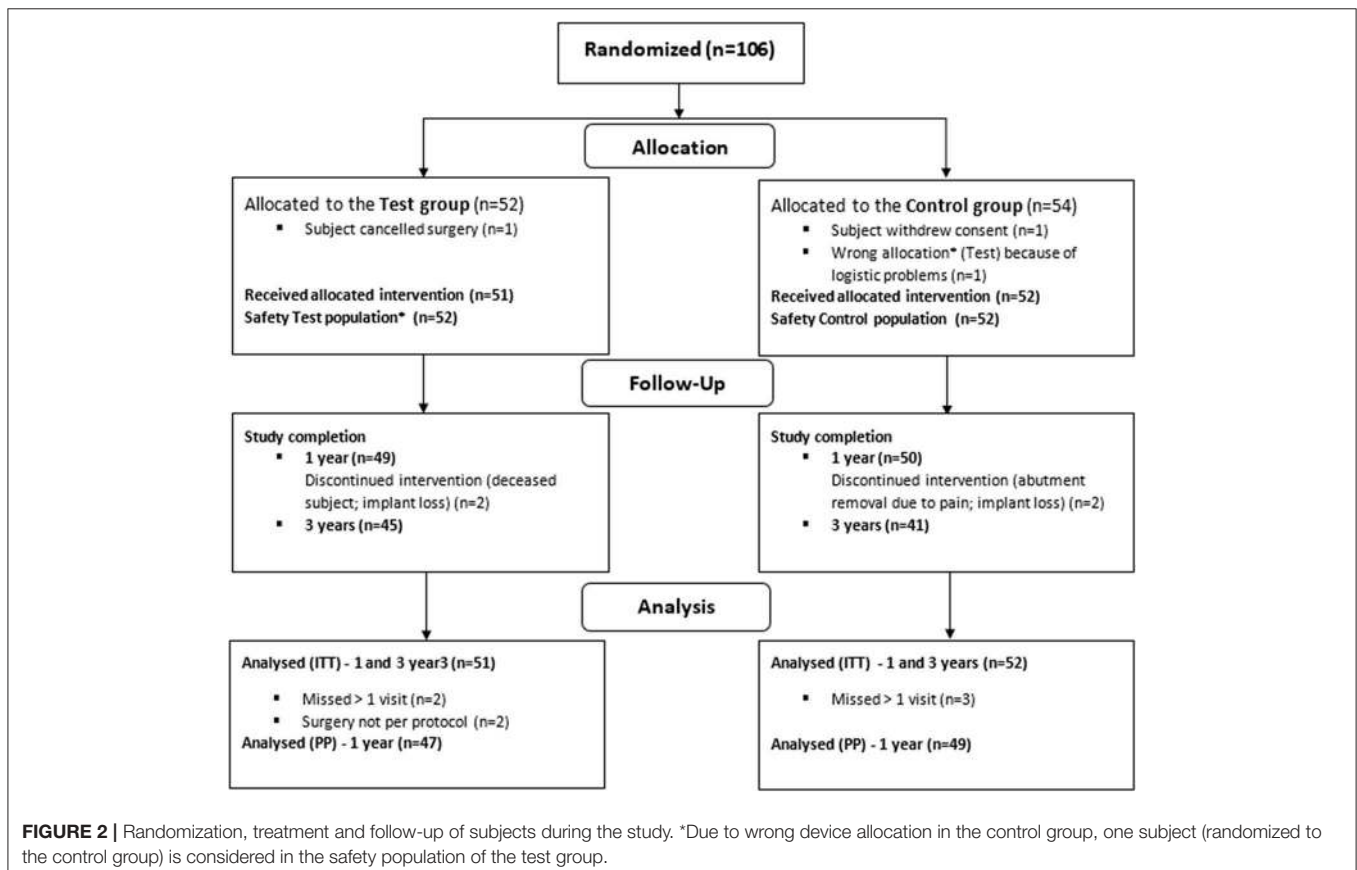 Randomized (n=106)
Allocation
Allocated to the Test group (n=52)
▪ Subject cancelled surgery (n=1)
Received allocated intervention (n=51)
Safety Test population* (n=52)
Allocated to the Control group (n=54)
▪ Subject withdrew consent (n=1)
▪ Wrong allocation* (Test) because of
logistic problems (n=1)
Received allocated intervention (n=52)
Safety Control population (n=52)
Follow-Up
Study completion
▪ 1 year (n=49)
Discontinued intervention (deceased
subject; implant loss) (n=2)
▪ 3 years (n=45)
Study completion
▪ 1 year (n=50)
Discontinued intervention (abutment
removal due to pain; implant loss) (n=2)
▪ 3 years (n=41)
Analysis
Analysed (ITT) - 1 and 3 year3 (n=51)
▪ Missed > 1 visit (n=2)
▪ Surgery not per protocol (n=2)
Analysed (PP) - 1 year (n=47)
Analysed (ITT) - 1 and 3 years (n=52)
▪ Missed > 1 visit (n=3)
Analysed (PP) - 1 year (n=49)
FIGURE 2 | Randomization, treatment and follow-up of subjects during the study. *Due to wrong device allocation in the control group, one subject (randomized to
the control group) is considered in the safety population of the test group.